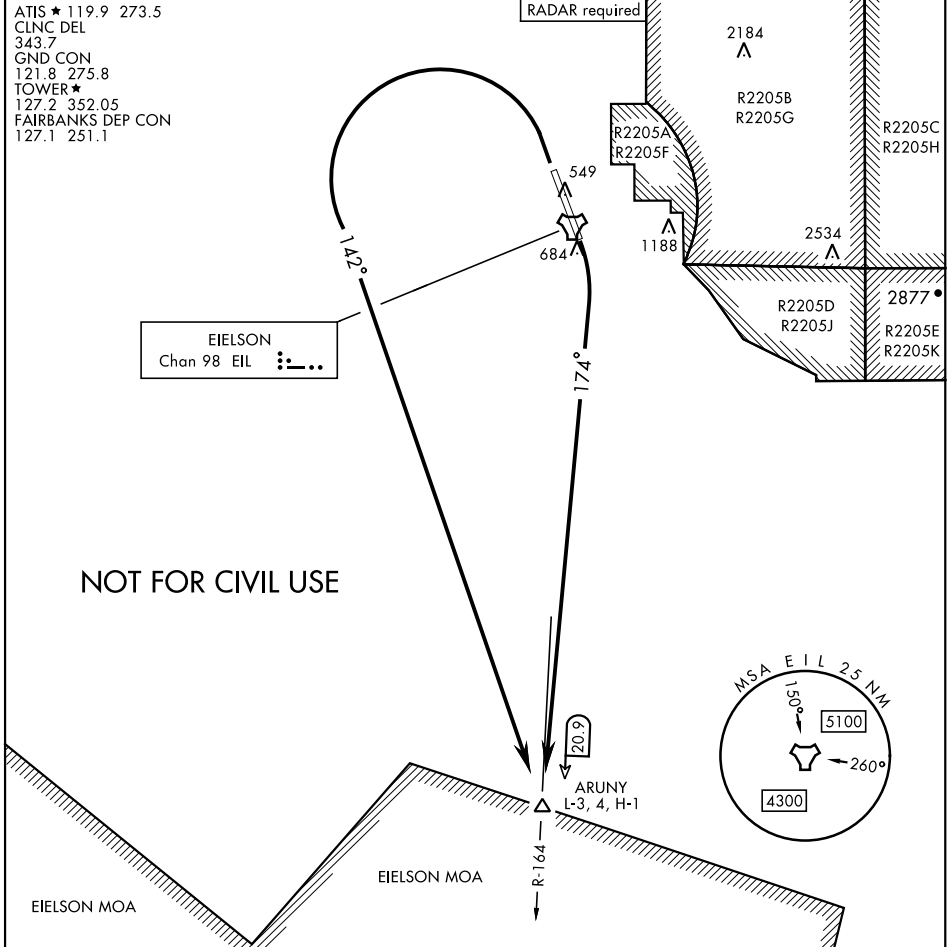 ATIS ★ 119.9 273.5
CLNC DEL
343.7
GND CON
121.8 275.8
TOWER★
127.2 352.05
FAIRBANKS DEP CON
127.1 251.1
RADAR required
2184
R2205B
R2205G
R2205A
R2205F
R2205C
R2205H
549
684
1188
2534
2877
R2205D
R2205J
R2205E
R2205K
142°
174°
EIELSON
Chan 98 EIL
NOT FOR CIVIL USE
MSA EIL 25 NM
150°
5100
260°
4300
20.9
ARUNY
L-3, 4, H-1
R-164
EIELSON MOA
EIELSON MOA